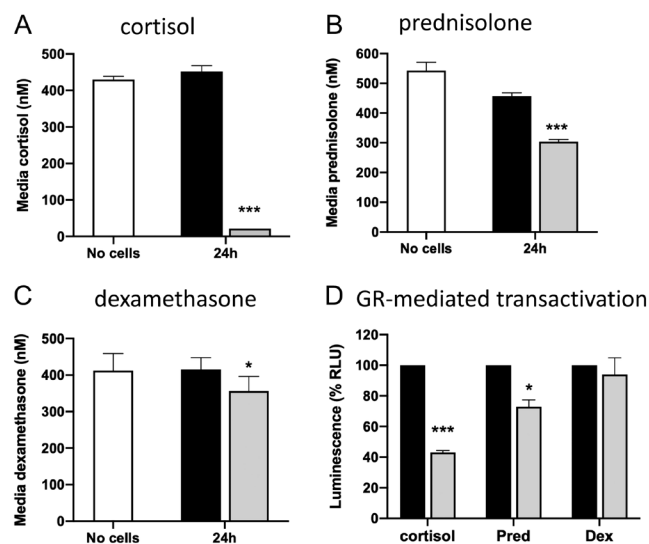 A cortisol
Media cortisol (nM)
500
400
300
200
100
0
***
No cells 24h
B prednisolone
Media prednisolone (nM)
600
500
400
300
200
100
0
***
No cells 24h
C dexamethasone
Media dexamethasone (nM)
500
400
300
200
100
0
*
No cells 24h
D GR-mediated transactivation
Luminescence (% RLU)
120
100
80
60
40
20
0
***
*
cortisol Pred Dex